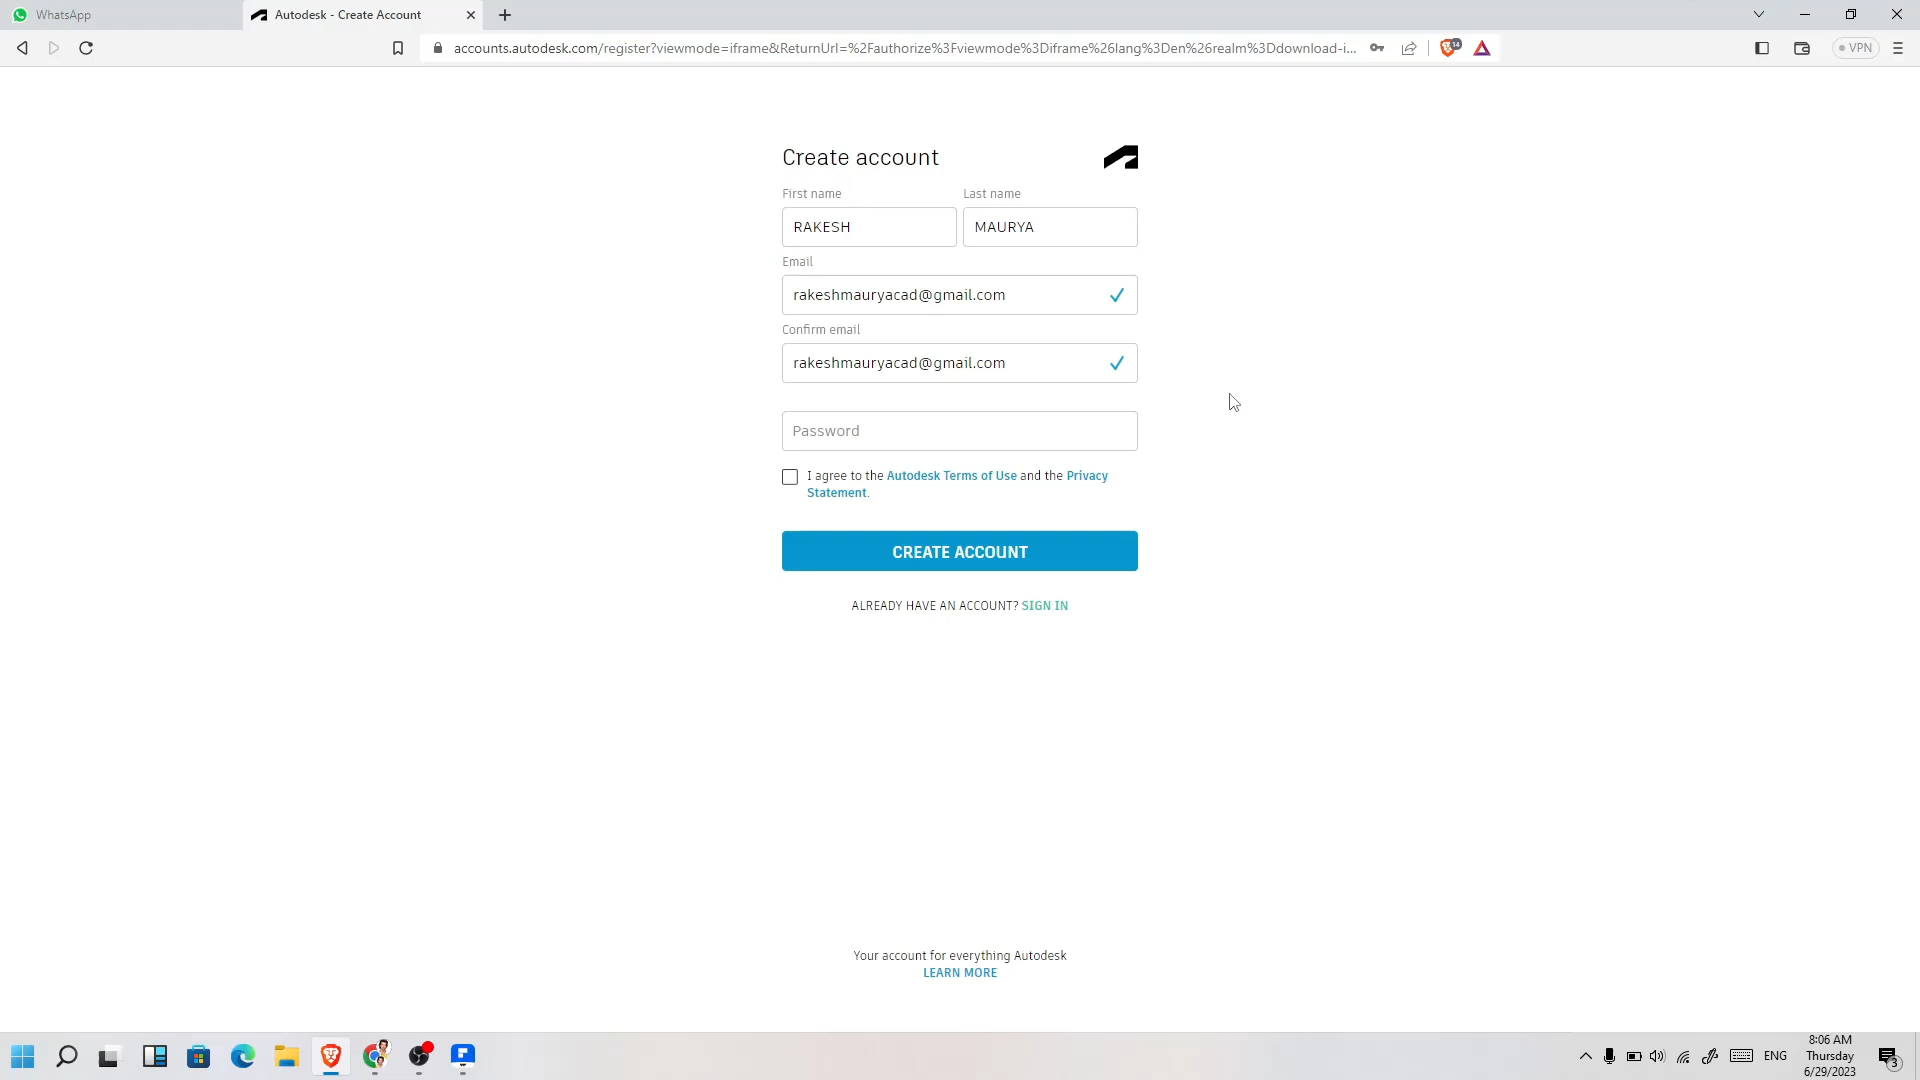 WhatsApp
Autodesk - Create Account
accounts.autodesk.com/register?viewmode=iframe&ReturnUrl=%2Fauthorize%3Fviewmode%3Diframe%26lang%3Den%26realm%3Ddownload-i...
14
VPN
Create account
First name
Last name
RAKESH
MAURYA
Email
rakeshmauryacad@gmail.com
Confirm email
rakeshmauryacad@gmail.com
Password
I agree to the Autodesk Terms of Use and the Privacy
Statement.
CREATE ACCOUNT
ALREADY HAVE AN ACCOUNT? SIGN IN
Your account for everything Autodesk
LEARN MORE
ENG
8:06 AM
Thursday
6/29/2023
3